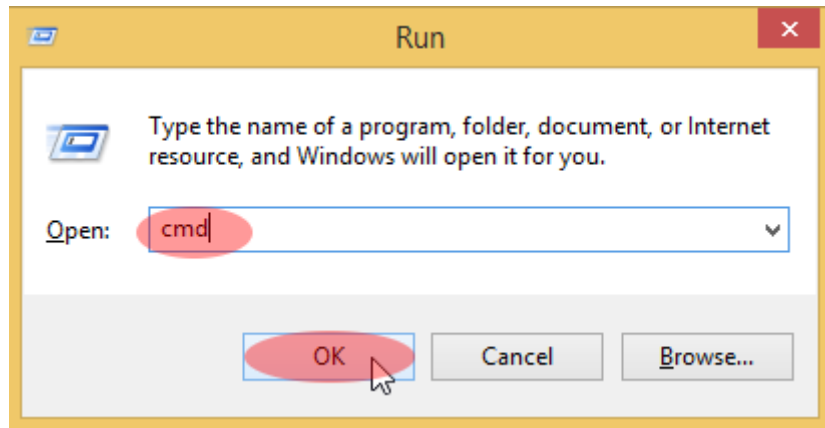 Run
Type the name of a program, folder, document, or Internet
resource, and Windows will open it for you.
Open: cmd
OK Cancel Browse...